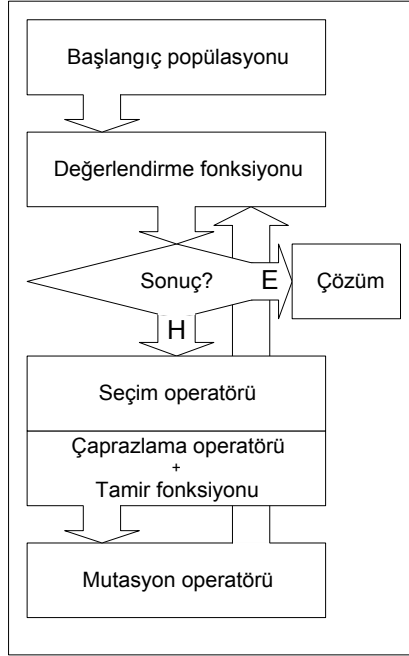 Başlangıç popülasyonu
Değerlendirme fonksiyonu
Sonuç?
E
Çözüm
H
Seçim operatörü
Çaprazlama operatörü
+
Tamir fonksiyonu
Mutasyon operatörü